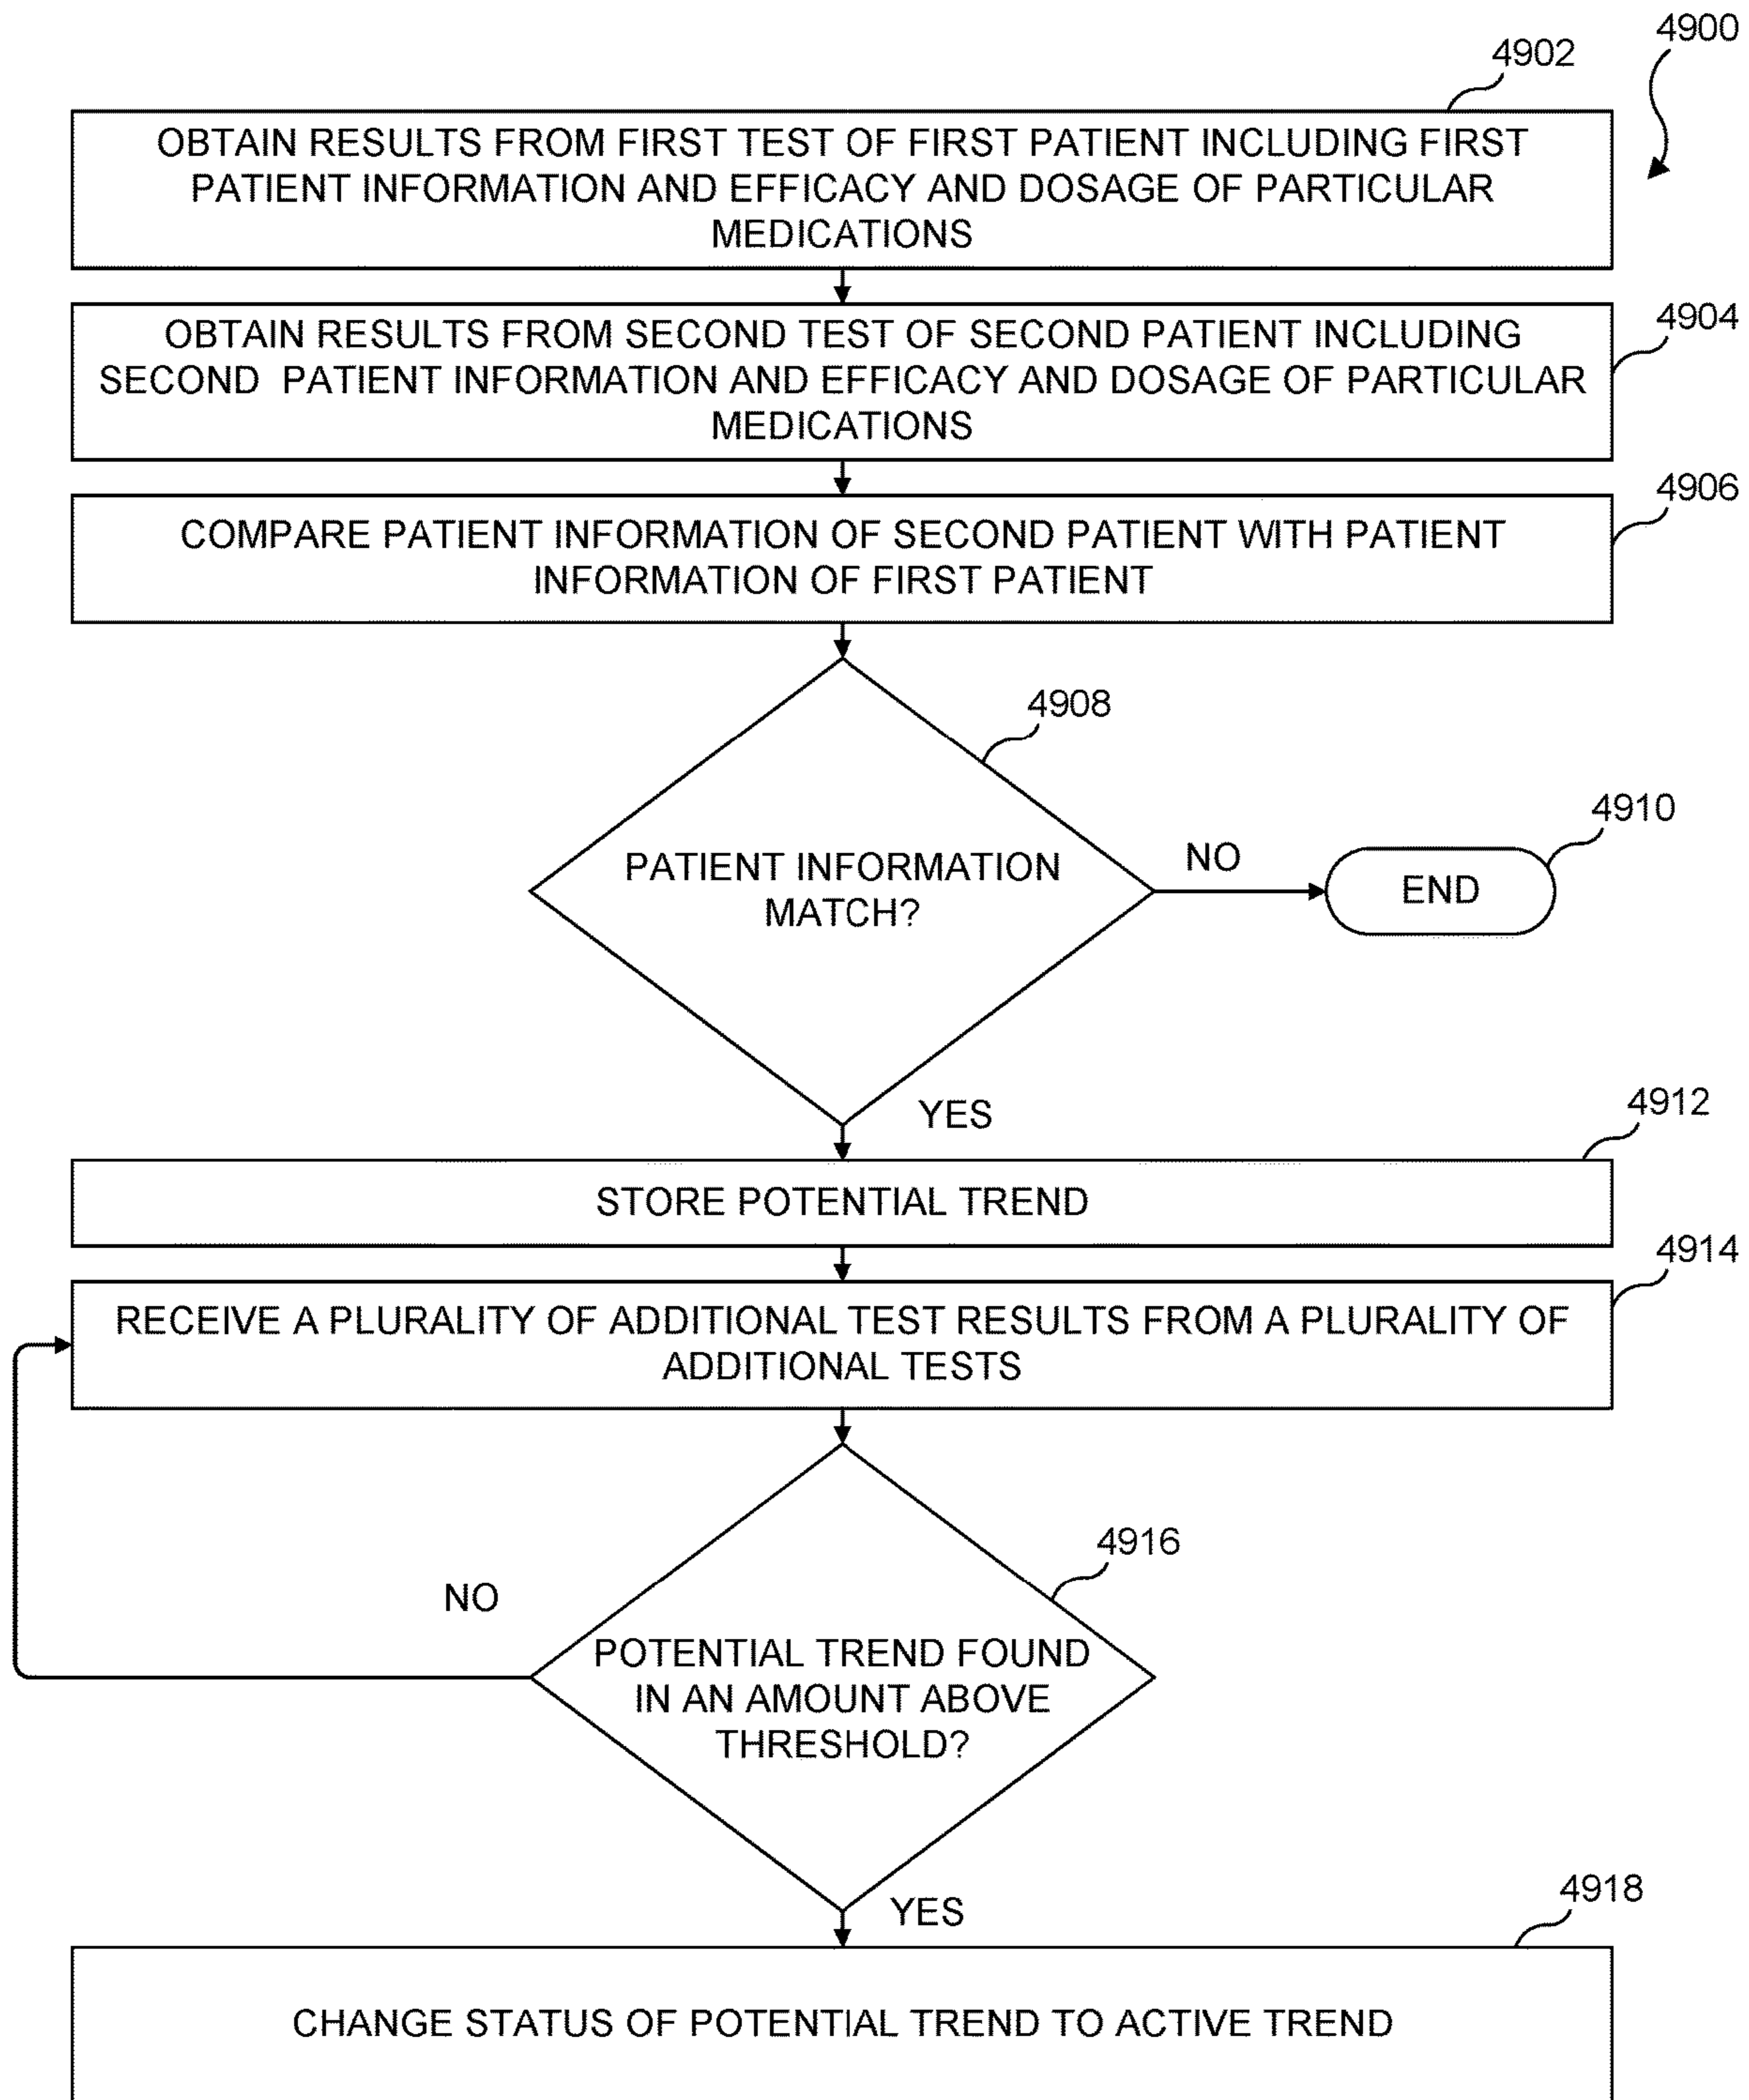 4900
4902
OBTAIN RESULTS FROM FIRST TEST OF FIRST PATIENT INCLUDING FIRST
PATIENT INFORMATION AND EFFICACY AND DOSAGE OF PARTICULAR
MEDICATIONS
4904
OBTAIN RESULTS FROM SECOND TEST OF SECOND PATIENT INCLUDING
SECOND PATIENT INFORMATION AND EFFICACY AND DOSAGE OF PARTICULAR
MEDICATIONS
4906
COMPARE PATIENT INFORMATION OF SECOND PATIENT WITH PATIENT
INFORMATION OF FIRST PATIENT
4908
PATIENT INFORMATION
MATCH?
NO
4910
END
YES
4912
STORE POTENTIAL TREND
4914
RECEIVE A PLURALITY OF ADDITIONAL TEST RESULTS FROM A PLURALITY OF
ADDITIONAL TESTS
4916
NO
POTENTIAL TREND FOUND
IN AN AMOUNT ABOVE
THRESHOLD?
YES
4918
CHANGE STATUS OF POTENTIAL TREND TO ACTIVE TREND